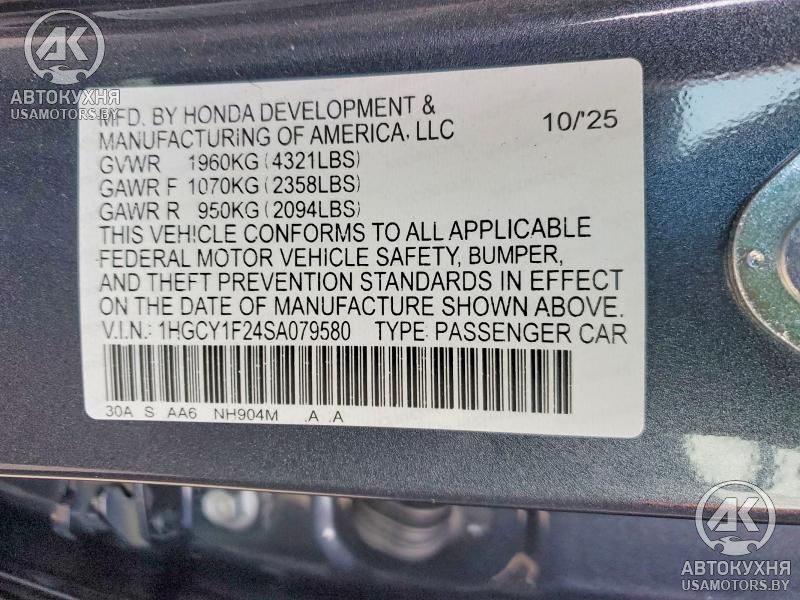 AK
АВТОКУХНЯ
USAMOTORS.BY
MFD. BY HONDA DEVELOPMENT &
MANUFACTURING OF AMERICA, LLC 10/'25
GVWR 1960KG (4321LBS)
GAWR F 1070KG (2358LBS)
GAWR R 950KG (2094LBS)
THIS VEHICLE CONFORMS TO ALL APPLICABLE
FEDERAL MOTOR VEHICLE SAFETY, BUMPER,
AND THEFT PREVENTION STANDARDS IN EFFECT
ON THE DATE OF MANUFACTURE SHOWN ABOVE.
V.I.N.: 1HGCY1F24SA079580 TYPE: PASSENGER CAR
30A S AA6 NH904M .A .A
AK
АВТОКУХНЯ
USAMOTORS.BY